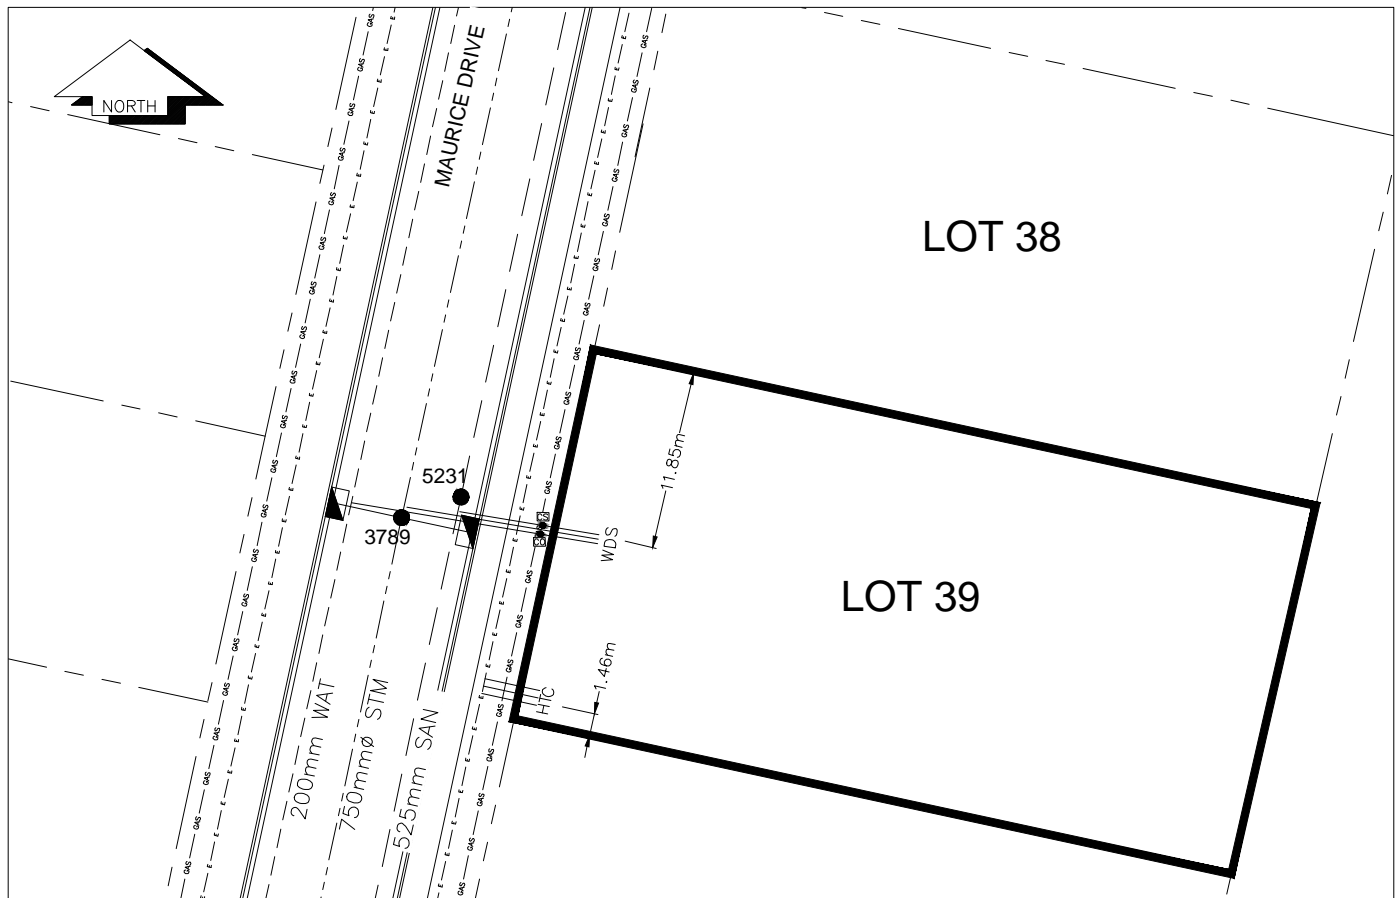 NORTH
MAURICE DRIVE
LOT 38
11.85m
5231
3789
WDS
LOT 39
1.46m
HTC
200mm WAT
750mmØ STM
525mm SAN
GAS
E
CO